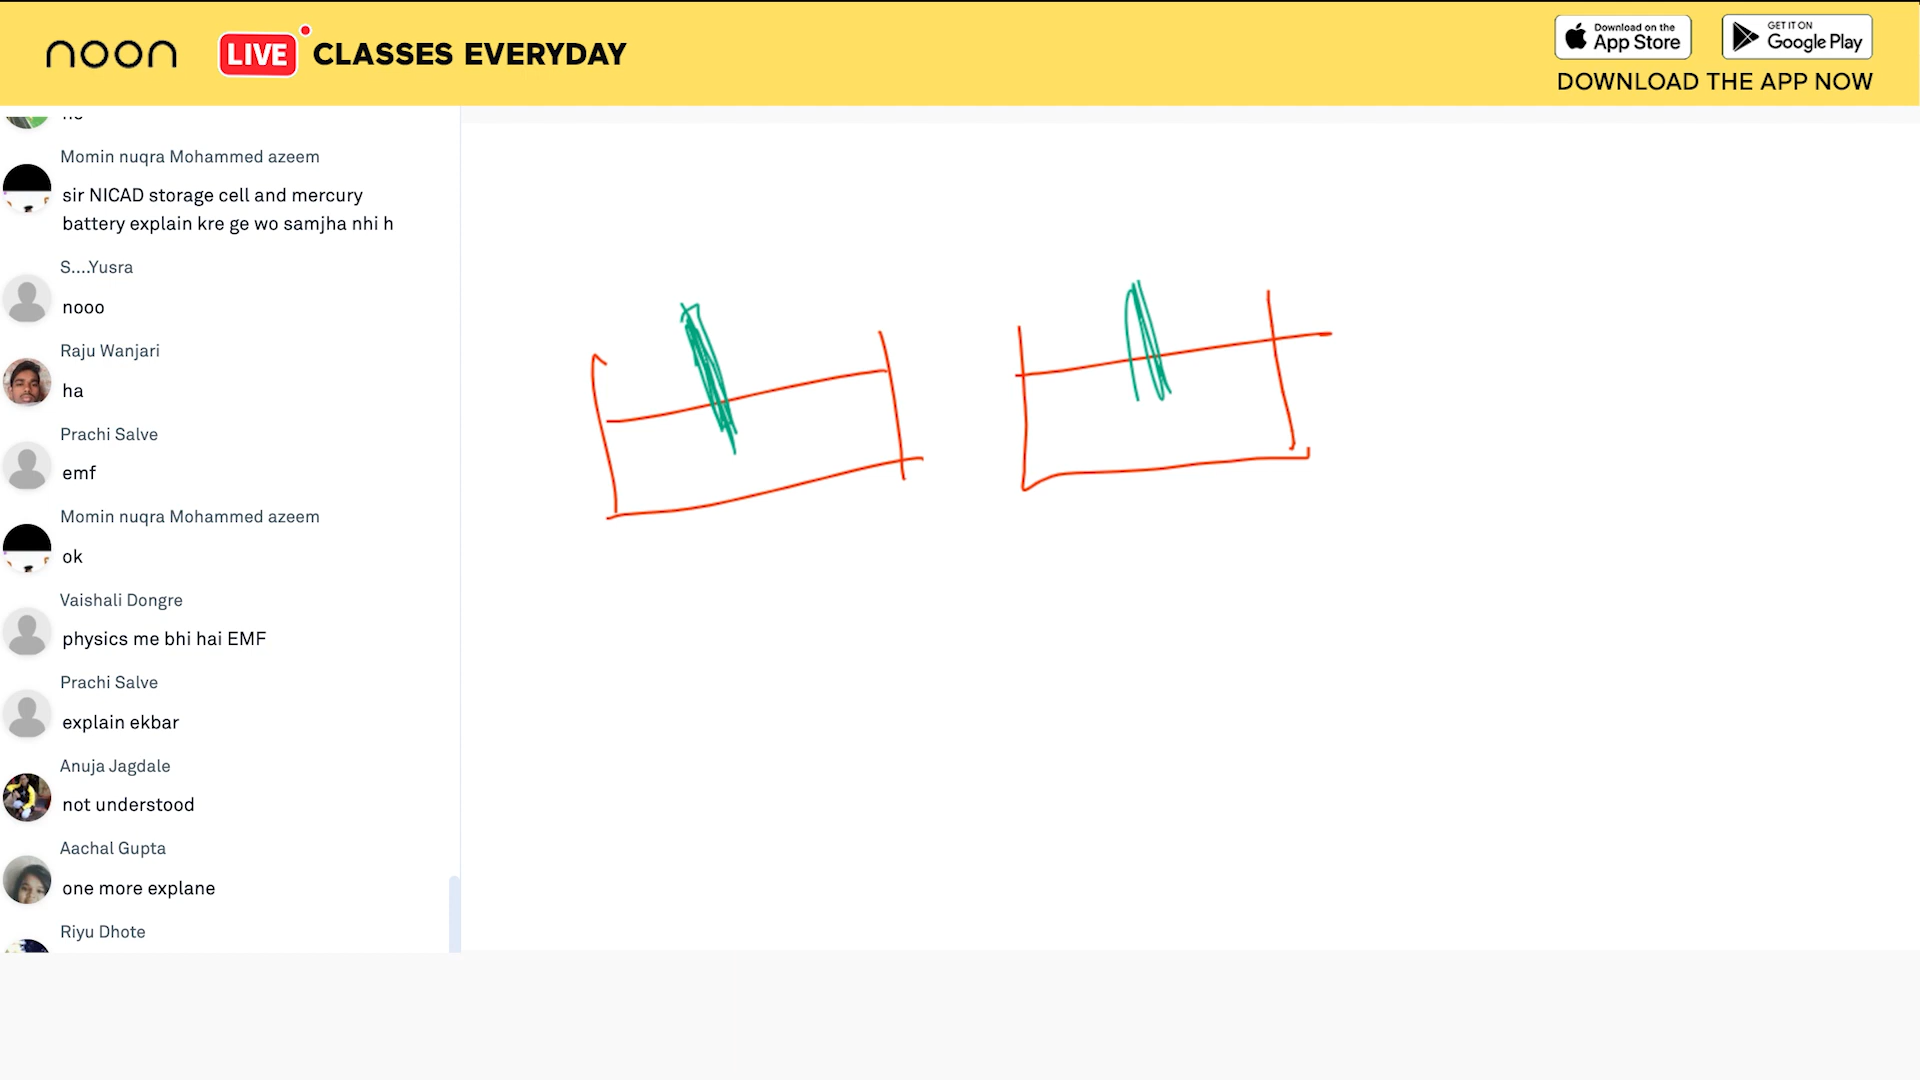 noon
LIVE CLASSES EVERYDAY
Download on the
App Store
GET IT ON
Google Play
DOWNLOAD THE APP NOW
Momin nuqra Mohammed azeem
sir NICAD storage cell and mercury
battery explain kre ge wo samjha nhi h
S....Yusra
nooo
Raju Wanjari
ha
Prachi Salve
emf
Momin nuqra Mohammed azeem
ok
Vaishali Dongre
physics me bhi hai EMF
Prachi Salve
explain ekbar
Anuja Jagdale
not understood
Aachal Gupta
one more explane
Riyu Dhote